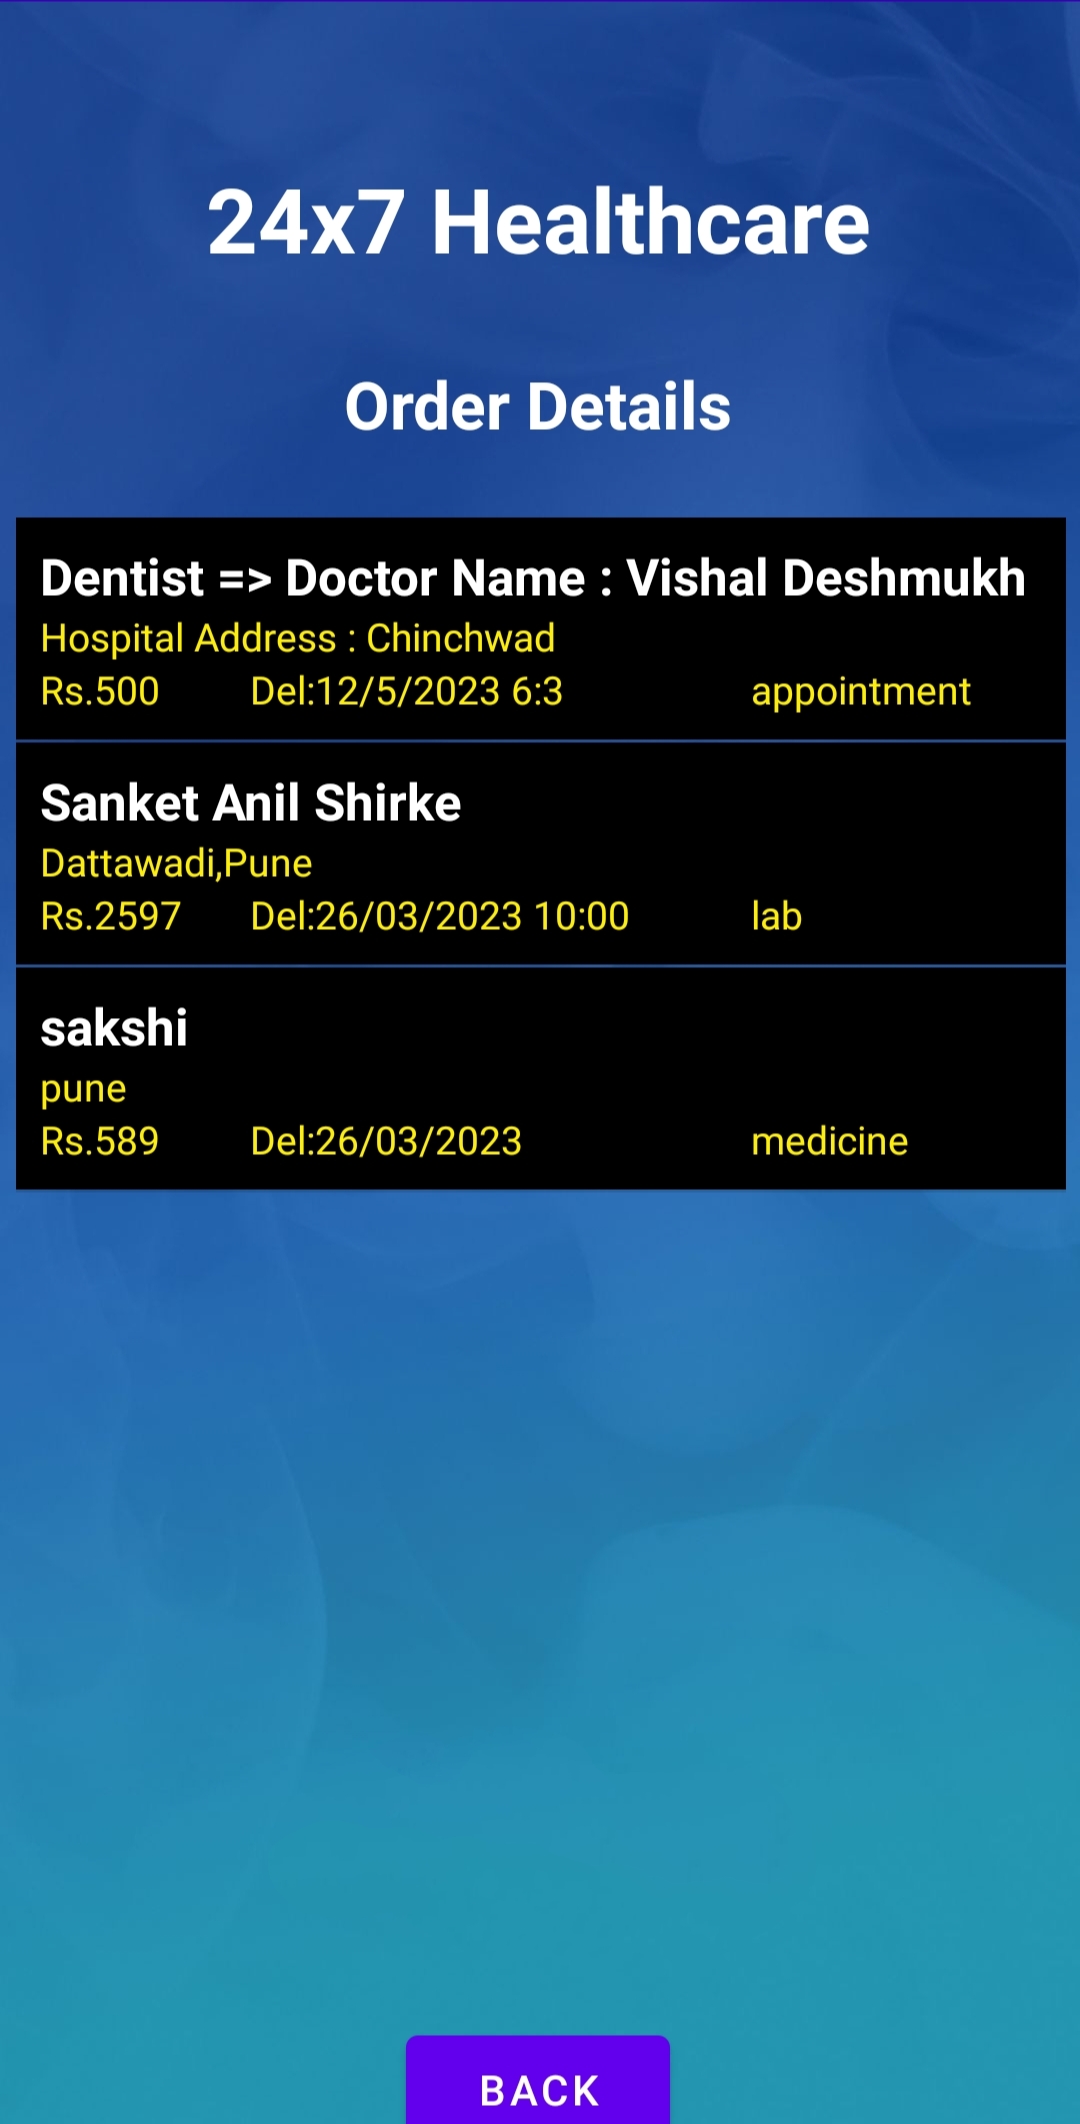 24x7 Healthcare
Order Details
Dentist => Doctor Name : Vishal Deshmukh
Hospital Address : Chinchwad
Rs.500 Del:12/5/2023 6:3 appointment
Sanket Anil Shirke
Dattawadi,Pune
Rs.2597 Del:26/03/2023 10:00 lab
sakshi
pune
Rs.589 Del:26/03/2023 medicine
BACK